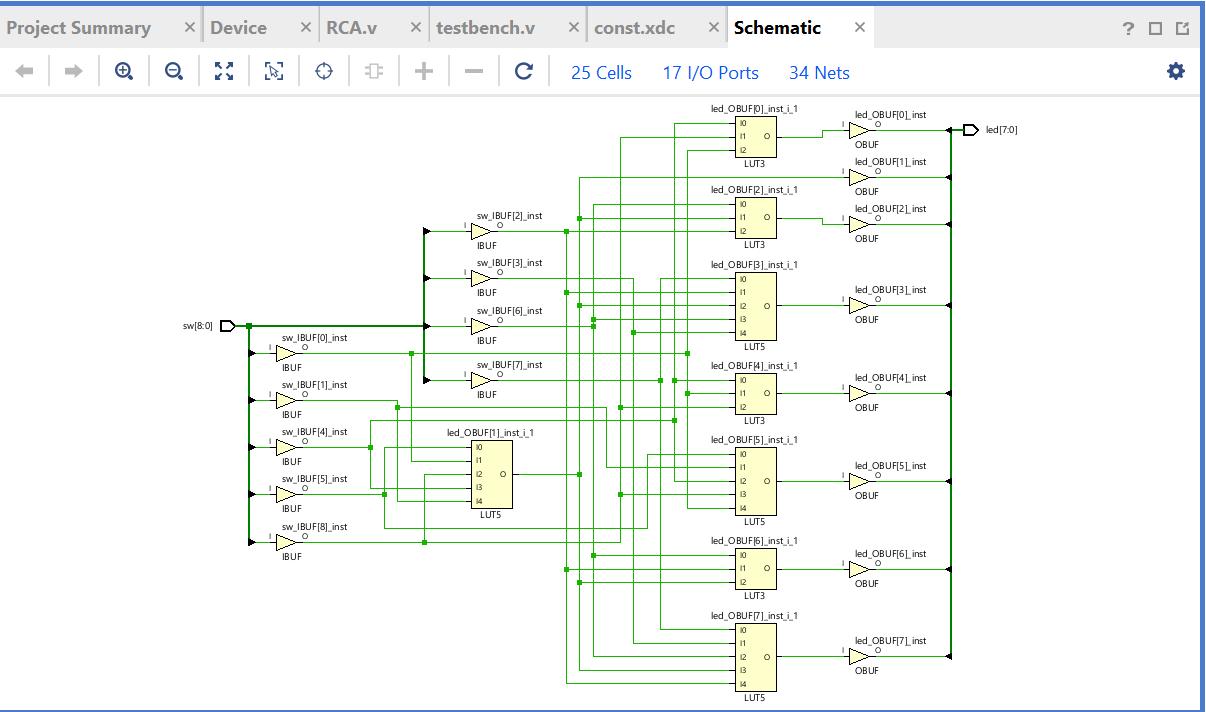 Project Summary × Device × RCA.v × testbench.v × const.xdc × Schematic × ?
25 Cells 17 I/O Ports 34 Nets
led_OBUF[0]_inst_i_1
I0
I1
I2
O
LUT3
led_OBUF[0]_inst
I
O
OBUF
led[7:0]
led_OBUF[1]_inst
I
O
OBUF
led_OBUF[2]_inst_i_1
I0
I1
I2
O
LUT3
led_OBUF[2]_inst
I
O
OBUF
sw_IBUF[2]_inst
I
O
IBUF
sw_IBUF[3]_inst
I
O
IBUF
led_OBUF[3]_inst_i_1
I0
I1
I2
I3
I4
O
LUT5
led_OBUF[3]_inst
I
O
OBUF
sw[8:0]
sw_IBUF[6]_inst
I
O
IBUF
sw_IBUF[0]_inst
I
O
IBUF
sw_IBUF[7]_inst
I
O
IBUF
led_OBUF[4]_inst_i_1
I0
I1
I2
O
LUT3
led_OBUF[4]_inst
I
O
OBUF
sw_IBUF[1]_inst
I
O
IBUF
sw_IBUF[4]_inst
I
O
IBUF
led_OBUF[1]_inst_i_1
I0
I1
I2
I3
I4
O
LUT5
led_OBUF[5]_inst_i_1
I0
I1
I2
I3
I4
O
LUT5
led_OBUF[5]_inst
I
O
OBUF
sw_IBUF[5]_inst
I
O
IBUF
sw_IBUF[8]_inst
I
O
IBUF
led_OBUF[6]_inst_i_1
I0
I1
I2
O
LUT3
led_OBUF[6]_inst
I
O
OBUF
led_OBUF[7]_inst_i_1
I0
I1
I2
I3
I4
O
LUT5
led_OBUF[7]_inst
I
O
OBUF